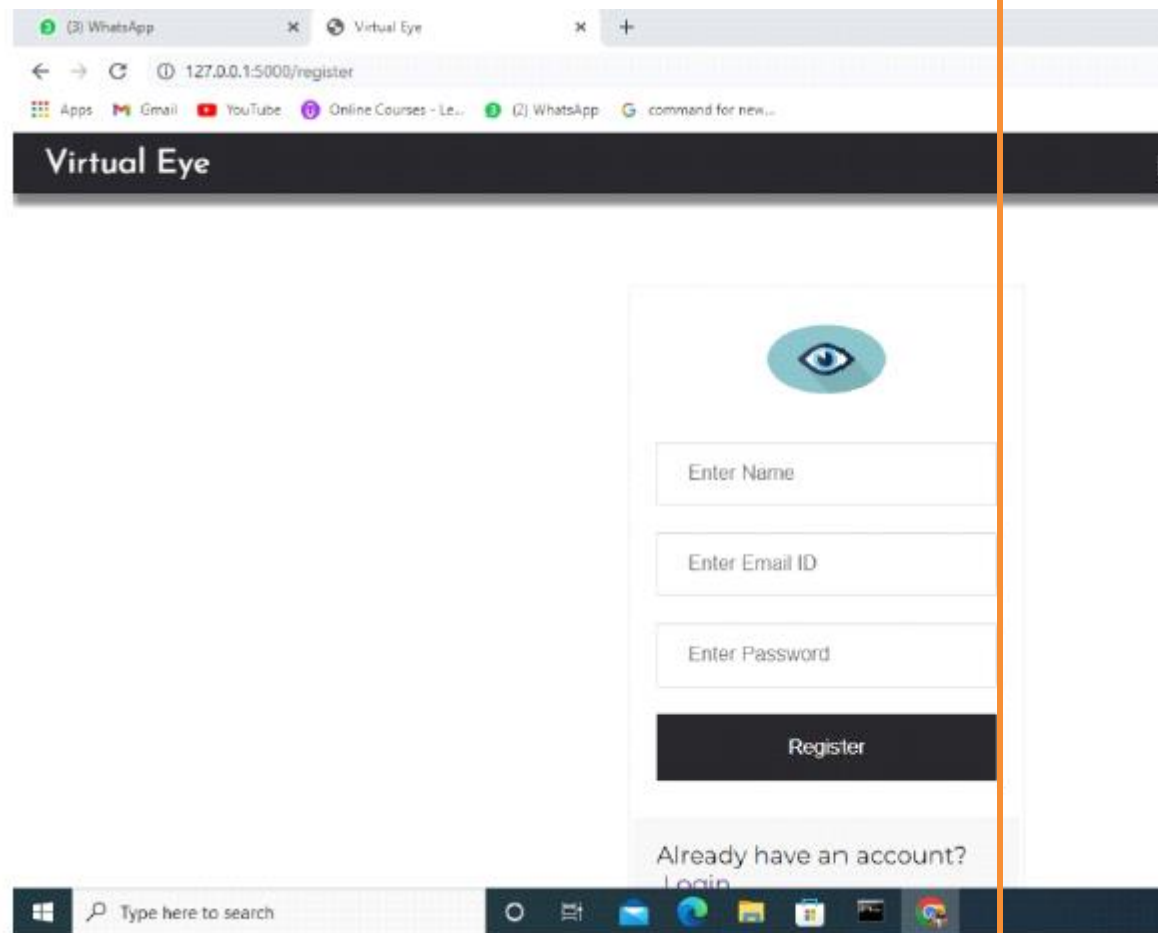 (3) WhatsApp Virtual Eye
127.0.0.1:5000/register
Apps Gmail YouTube Online Courses - Le... (2) WhatsApp command for new...
Virtual Eye
Enter Name
Enter Email ID
Enter Password
Register
Already have an account?
Login
Type here to search